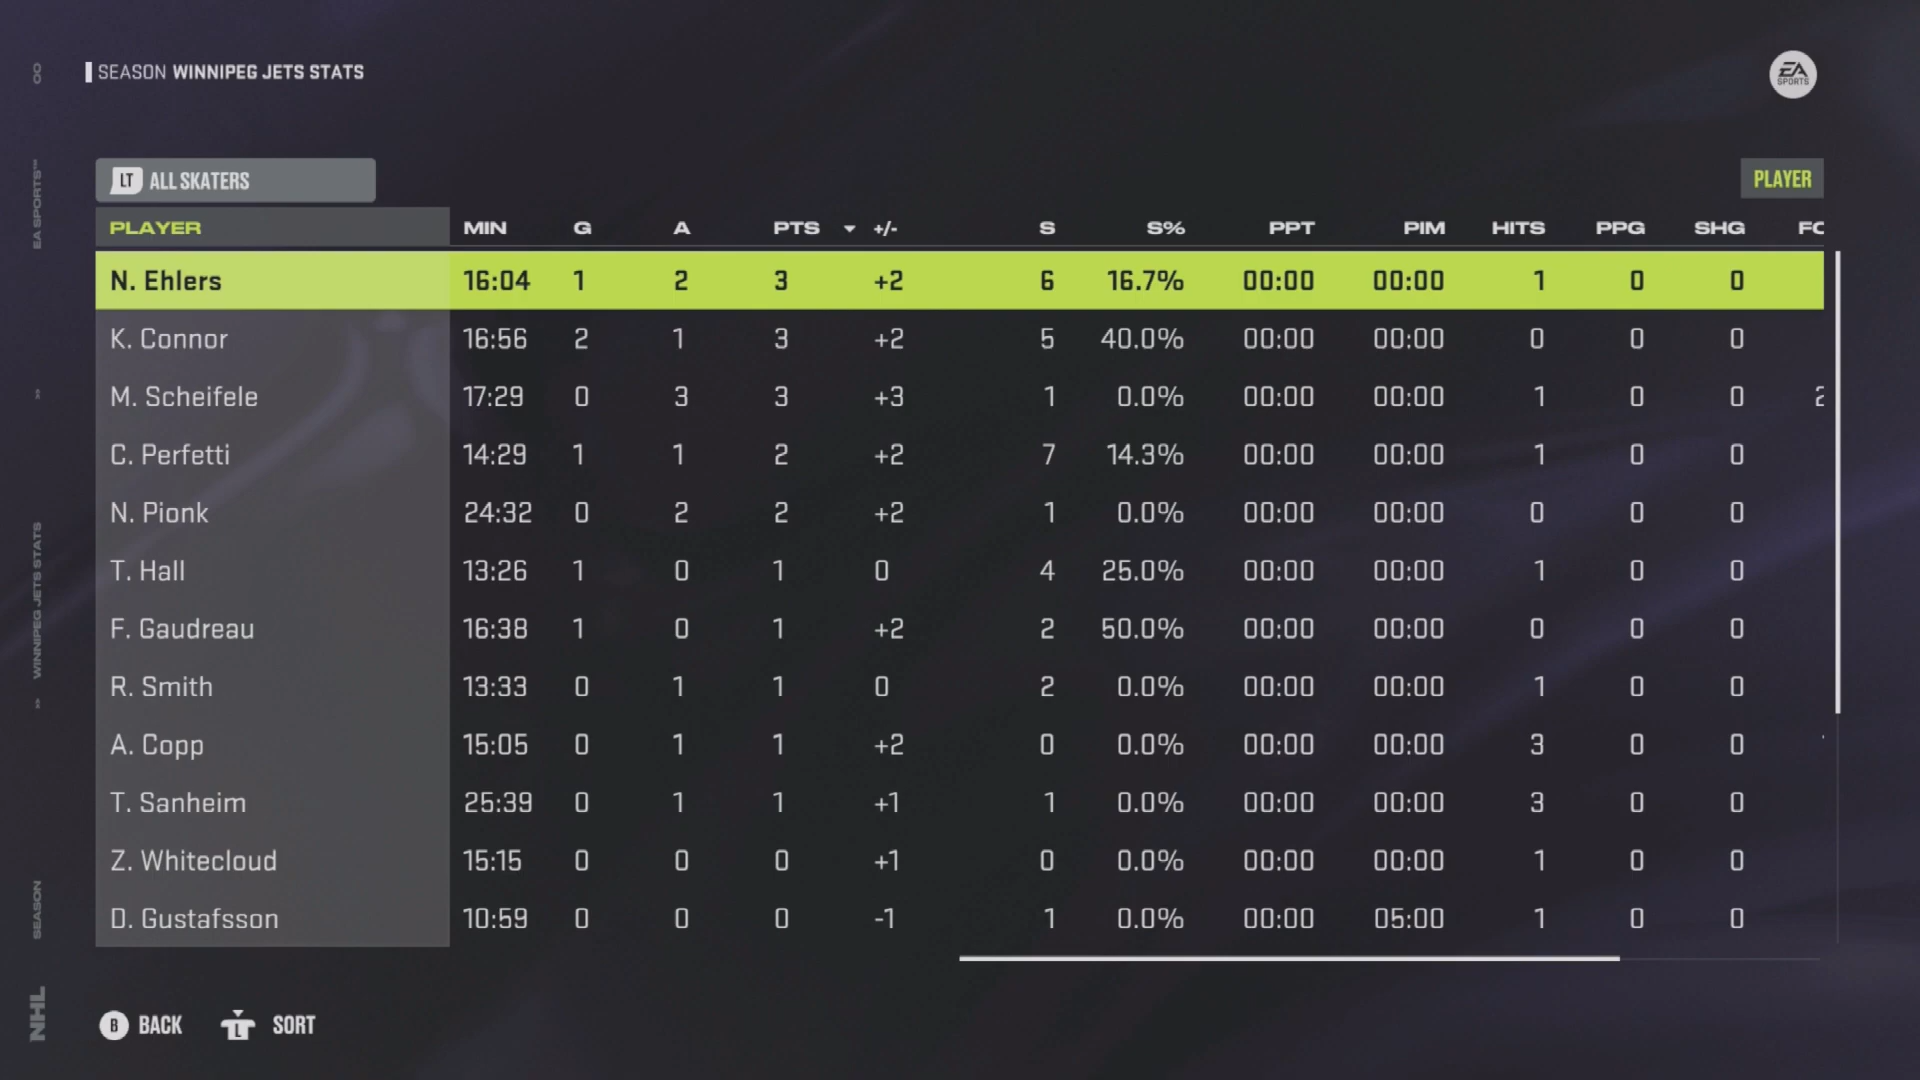 SEASON WINNIPEG JETS STATS
EA SPORTS
LT ALL SKATERS
PLAYER
PLAYER MIN G A PTS +/- S S% PPT PIM HITS PPG SHG
N. Ehlers 16:04 1 2 3 +2 6 16.7% 00:00 00:00 1 0 0
K. Connor 16:56 2 1 3 +2 5 40.0% 00:00 00:00 0 0 0
M. Scheifele 17:29 0 3 3 +3 1 0.0% 00:00 00:00 1 0 0
C. Perfetti 14:29 1 1 2 +2 7 14.3% 00:00 00:00 1 0 0
N. Pionk 24:32 0 2 2 +2 1 0.0% 00:00 00:00 0 0 0
T. Hall 13:26 1 0 1 0 4 25.0% 00:00 00:00 1 0 0
F. Gaudreau 16:38 1 0 1 +2 2 50.0% 00:00 00:00 0 0 0
R. Smith 13:33 0 1 1 0 2 0.0% 00:00 00:00 1 0 0
A. Copp 15:05 0 1 1 +2 0 0.0% 00:00 00:00 3 0 0
T. Sanheim 25:39 0 1 1 +1 1 0.0% 00:00 00:00 3 0 0
Z. Whitecloud 15:15 0 0 0 +1 0 0.0% 00:00 00:00 1 0 0
D. Gustafsson 10:59 0 0 0 -1 1 0.0% 00:00 05:00 1 0 0
B BACK L SORT
NHL SEASON » WINNIPEG JETS STATS » EA SPORTS™